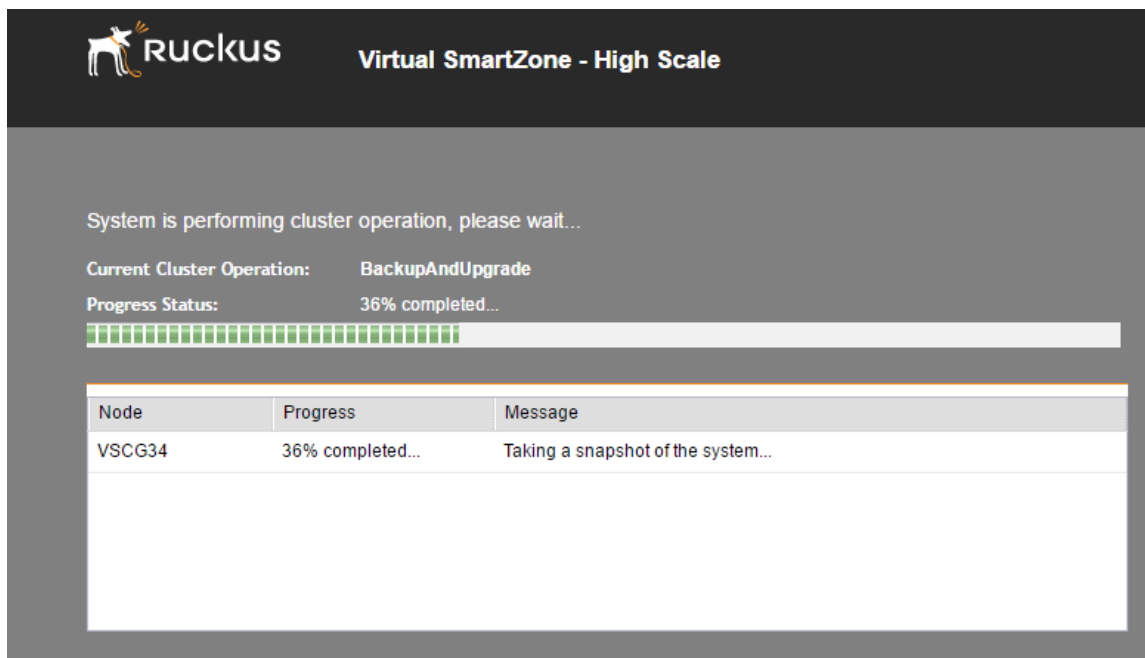 RUCKUS
Virtual SmartZone - High Scale
System is performing cluster operation, please wait...
Current Cluster Operation: BackupAndUpgrade
Progress Status: 36% completed...
Node Progress Message
VSCG34 36% completed... Taking a snapshot of the system...